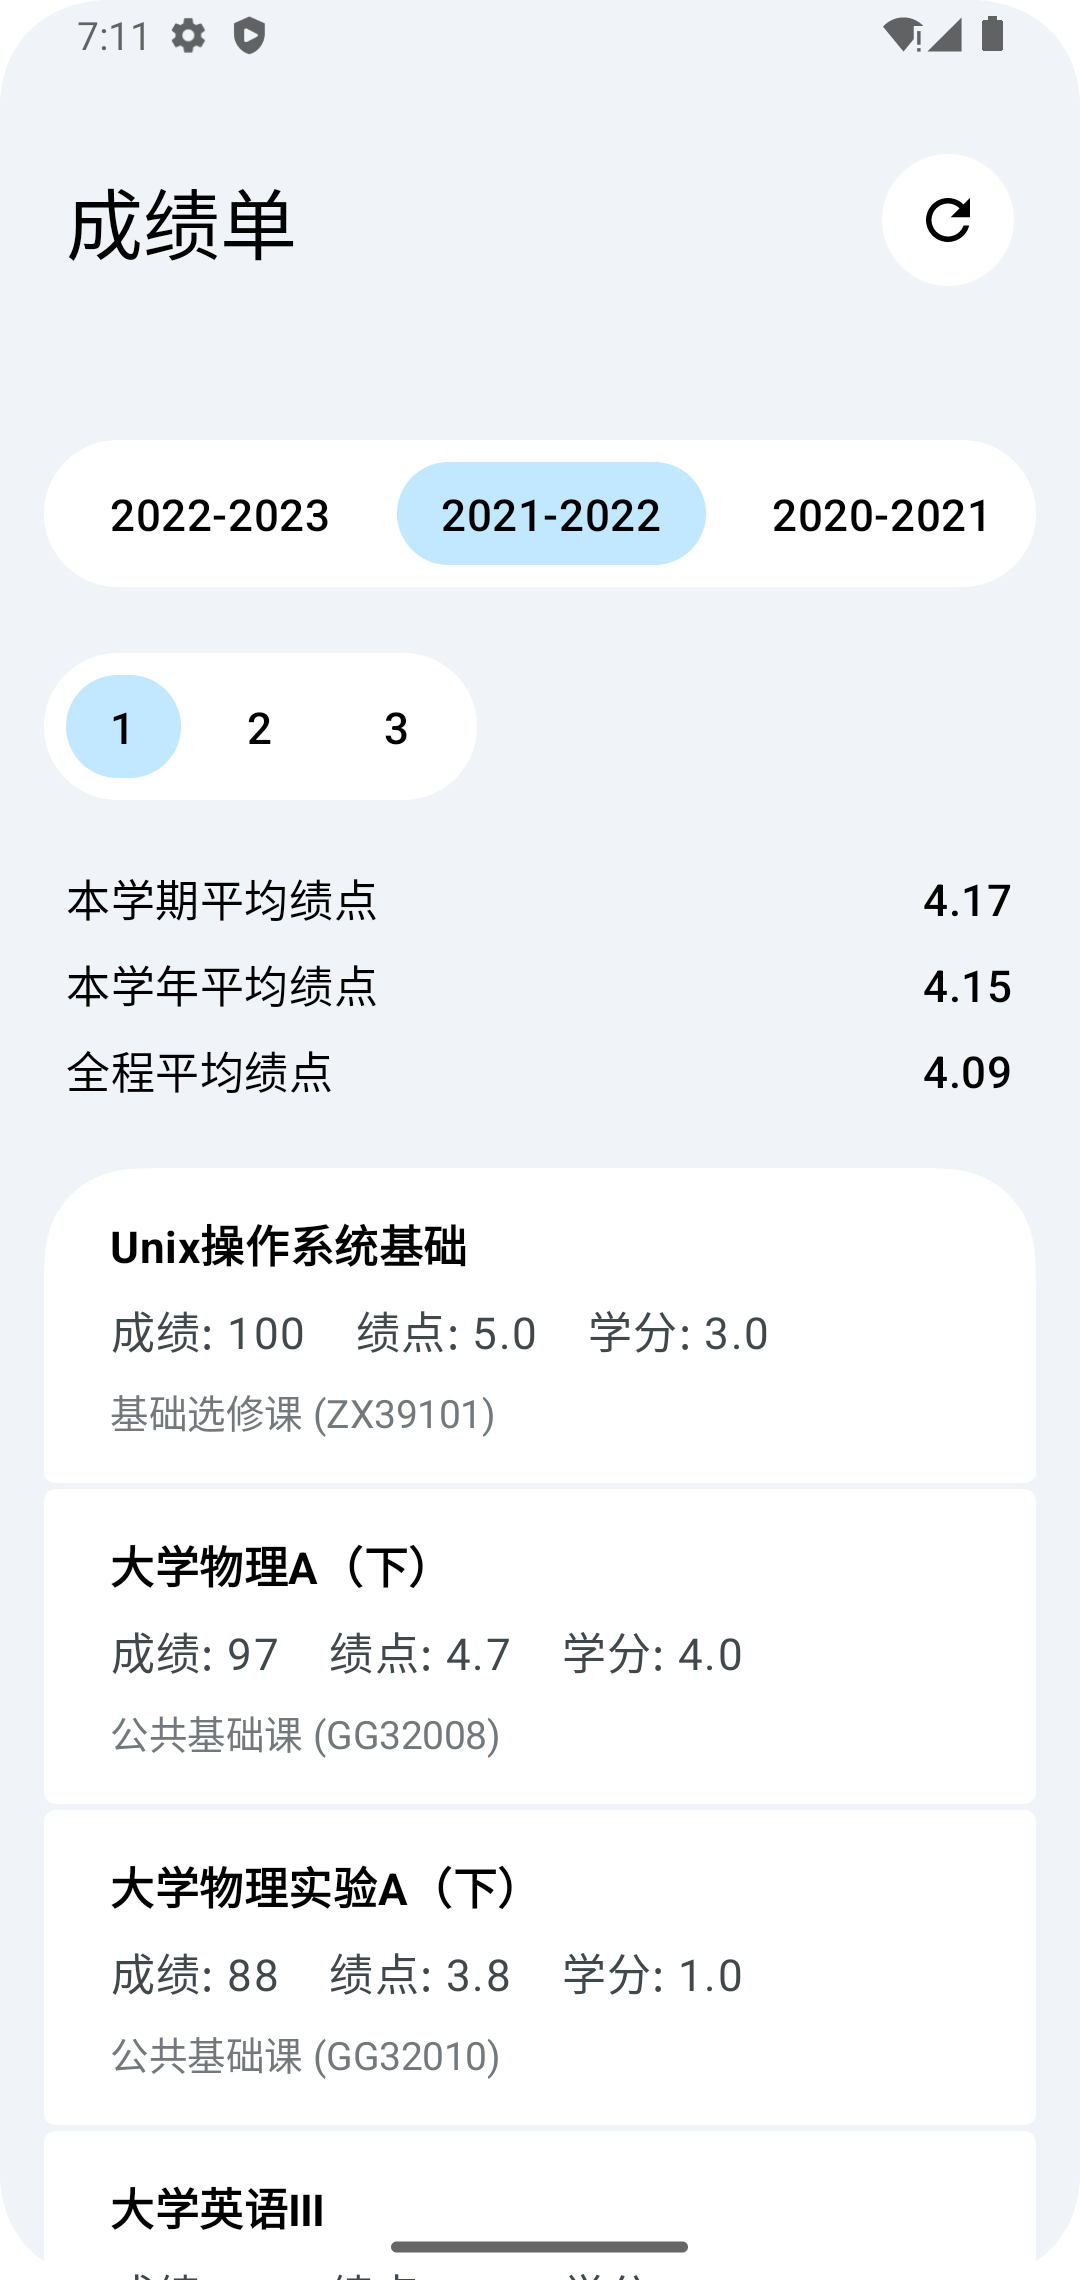 7:11
成绩单
2022-2023 2021-2022 2020-2021
1 2 3
本学期平均绩点 4.17
本学年平均绩点 4.15
全程平均绩点 4.09
Unix操作系统基础
成绩: 100 绩点: 5.0 学分: 3.0
基础选修课 (ZX39101)
大学物理A（下）
成绩: 97 绩点: 4.7 学分: 4.0
公共基础课 (GG32008)
大学物理实验A（下）
成绩: 88 绩点: 3.8 学分: 1.0
公共基础课 (GG32010)
大学英语III